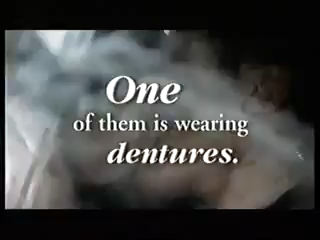 One
of them is wearing
dentures.